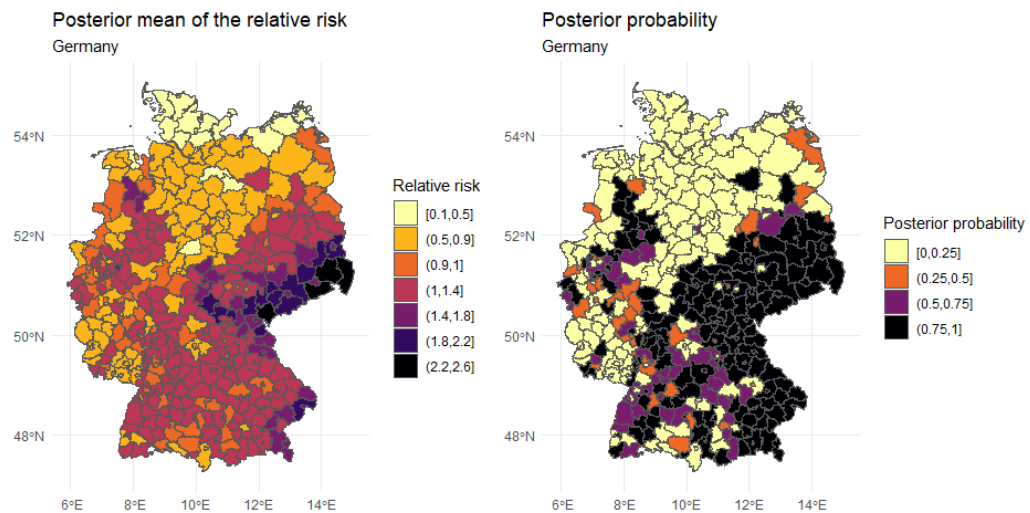 Posterior mean of the relative risk
Germany
54°N
52°N
50°N
48°N
6°E 8°E 10°E 12°E 14°E
Relative risk
[0.1,0.5]
(0.5,0.9]
(0.9,1]
(1,1.4]
(1.4,1.8]
(1.8,2.2]
(2.2,2.6]
Posterior probability
Germany
54°N
52°N
50°N
48°N
6°E 8°E 10°E 12°E 14°E
Posterior probability
[0,0.25]
(0.25,0.5]
(0.5,0.75]
(0.75,1]